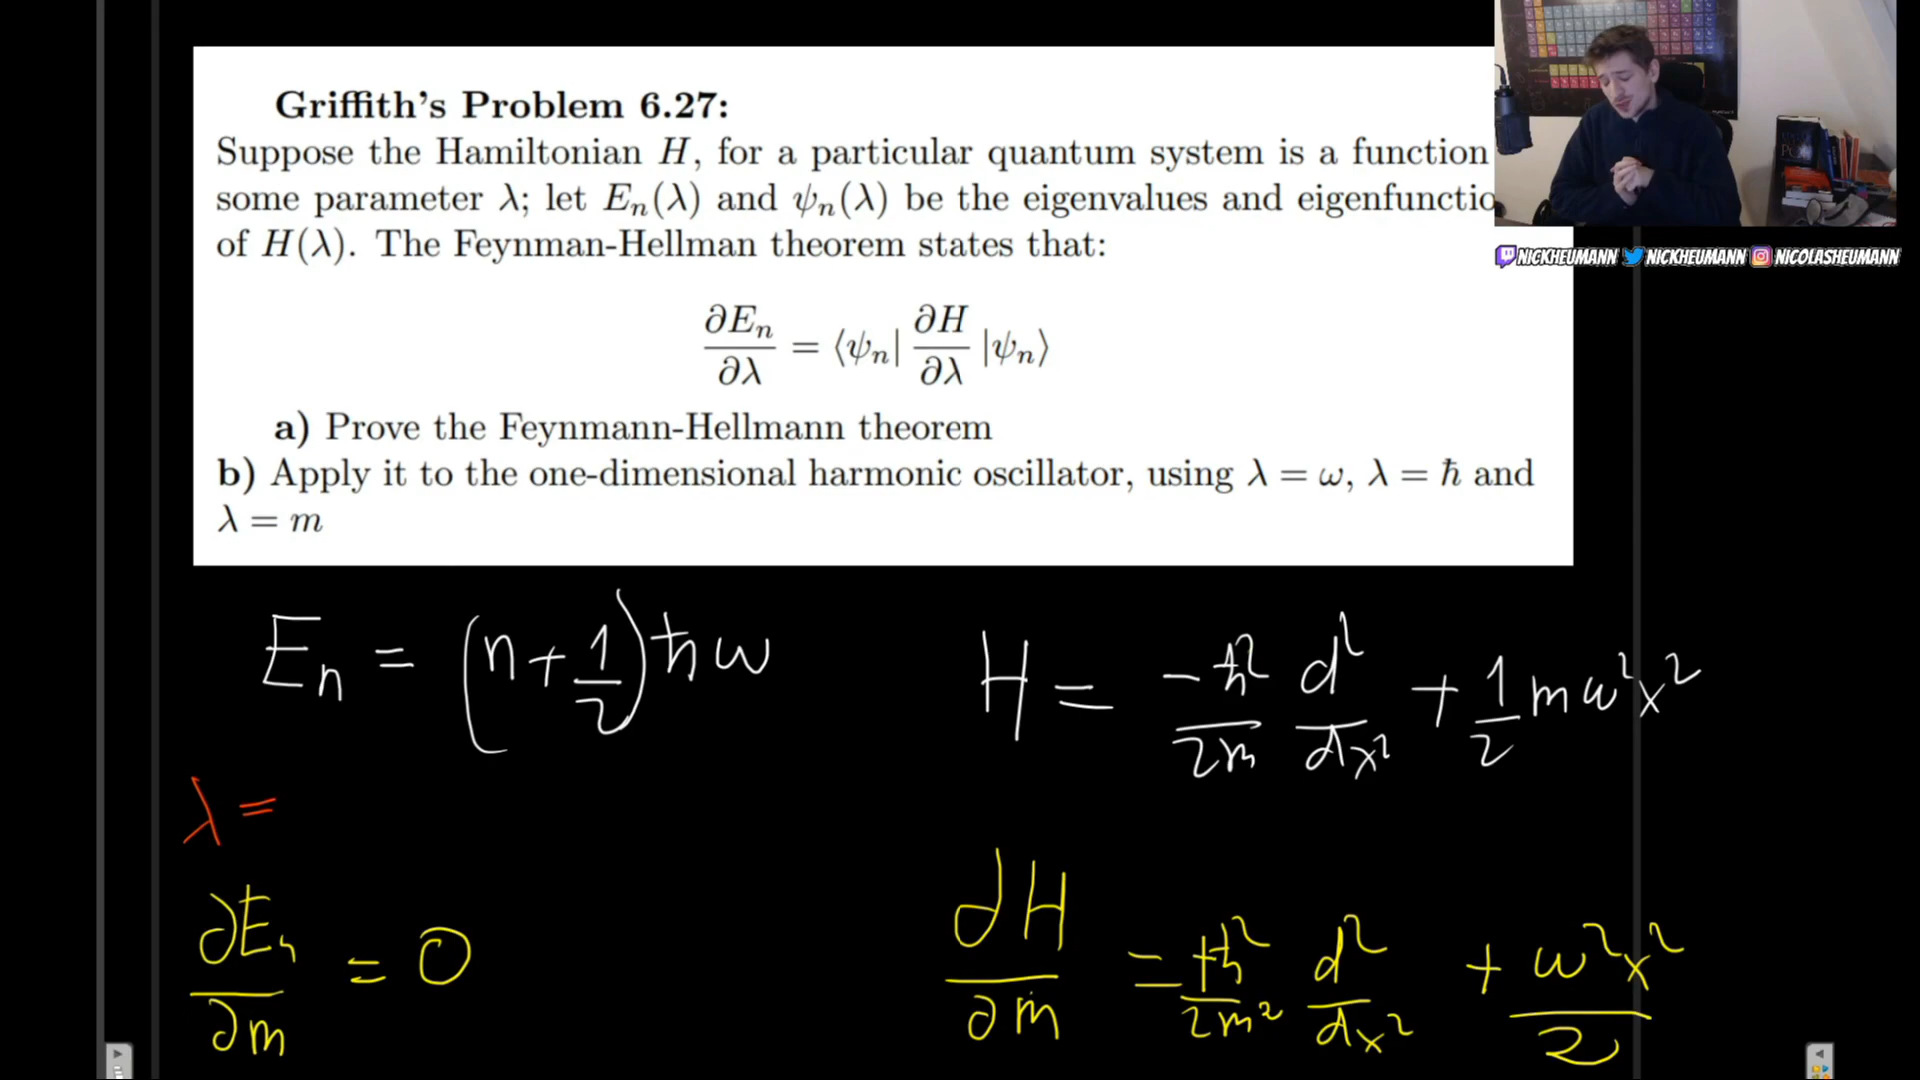 Griffith's Problem 6.27:
Suppose the Hamiltonian H, for a particular quantum system is a function
some parameter λ; let Eₙ(λ) and ψₙ(λ) be the eigenvalues and eigenfunctio
of H(λ). The Feynman-Hellman theorem states that:
∂Eₙ/∂λ = ⟨ψₙ| ∂H/∂λ |ψₙ⟩
a) Prove the Feynmann-Hellmann theorem
b) Apply it to the one-dimensional harmonic oscillator, using λ = ω, λ = ħ and
λ = m
NICKHEUMANN NICKHEUMANN NICOLASHEUMANN
Eₙ = (n + 1/2) ħω
H = -ħ²/2m d²/dx² + 1/2 mω²x²
λ =
∂Eₙ/∂m = 0
∂H/∂m = +ħ²/2m² d²/dx² + ω²x²/2